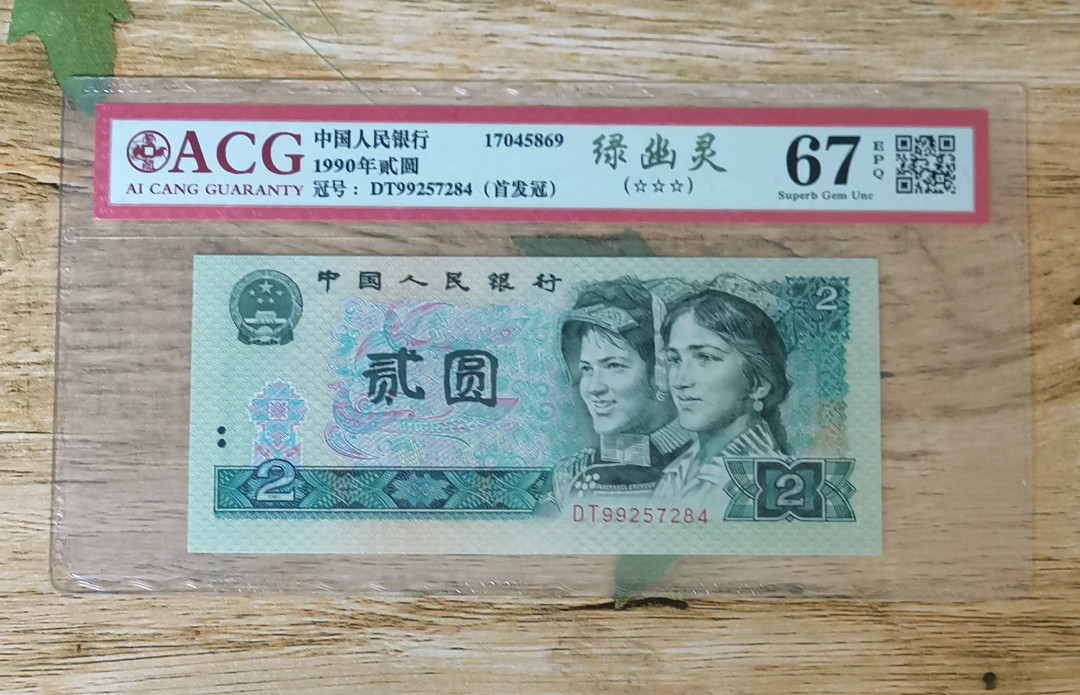 ACG
AI CANG GUARANTY
中国人民银行
17045869
1990年贰圆
冠号：DT99257284（首发冠）
绿幽灵
(☆☆☆)
67
EPQ
Superb Gem Unc
中国人民银行
2
贰圆
2
DT99257284
2